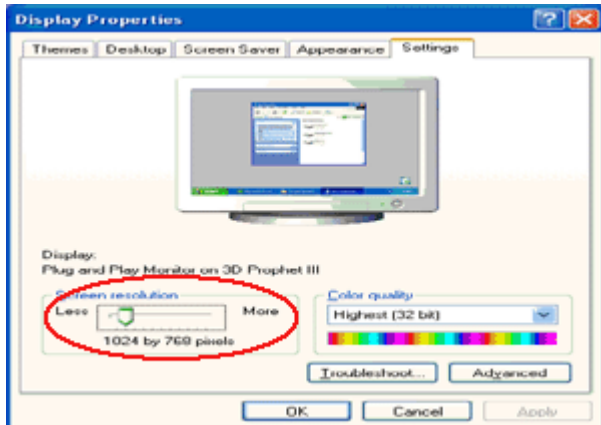 Display Properties
Themes Desktop Screen Saver Appearance Settings
Display:
Plug and Play Monitor on 3D Prophet III
Screen resolution
Less More
1024 by 768 pixels
Color quality
Highest (32 bit)
Troubleshoot... Advanced
OK Cancel Apply